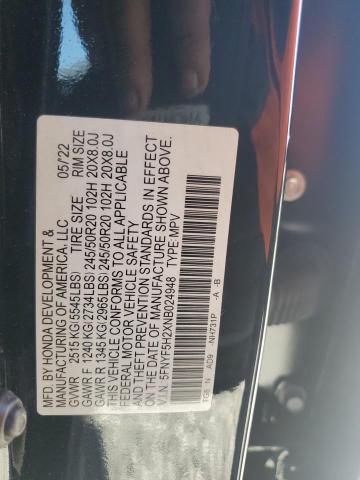 MFD. BY HONDA DEVELOPMENT & 05/'22
MANUFACTURING OF AMERICA, LLC
GVWR 2515 KG(5545LBS) TIRE SIZE RIM SIZE
GAWR F 1240 KG(2734LBS) 245/50R20 102H 20X8.0J
GAWR R 1345 KG(2965LBS) 245/50R20 102H 20X8.0J
THIS VEHICLE CONFORMS TO ALL APPLICABLE
FEDERAL MOTOR VEHICLE SAFETY
AND THEFT PREVENTION STANDARDS IN EFFECT
ON THE DATE OF MANUFACTURE SHOWN ABOVE.
V.I.N. 5FNYF5H2XNB024948 TYPE:MPV
N AD9 -NH731P -A -B